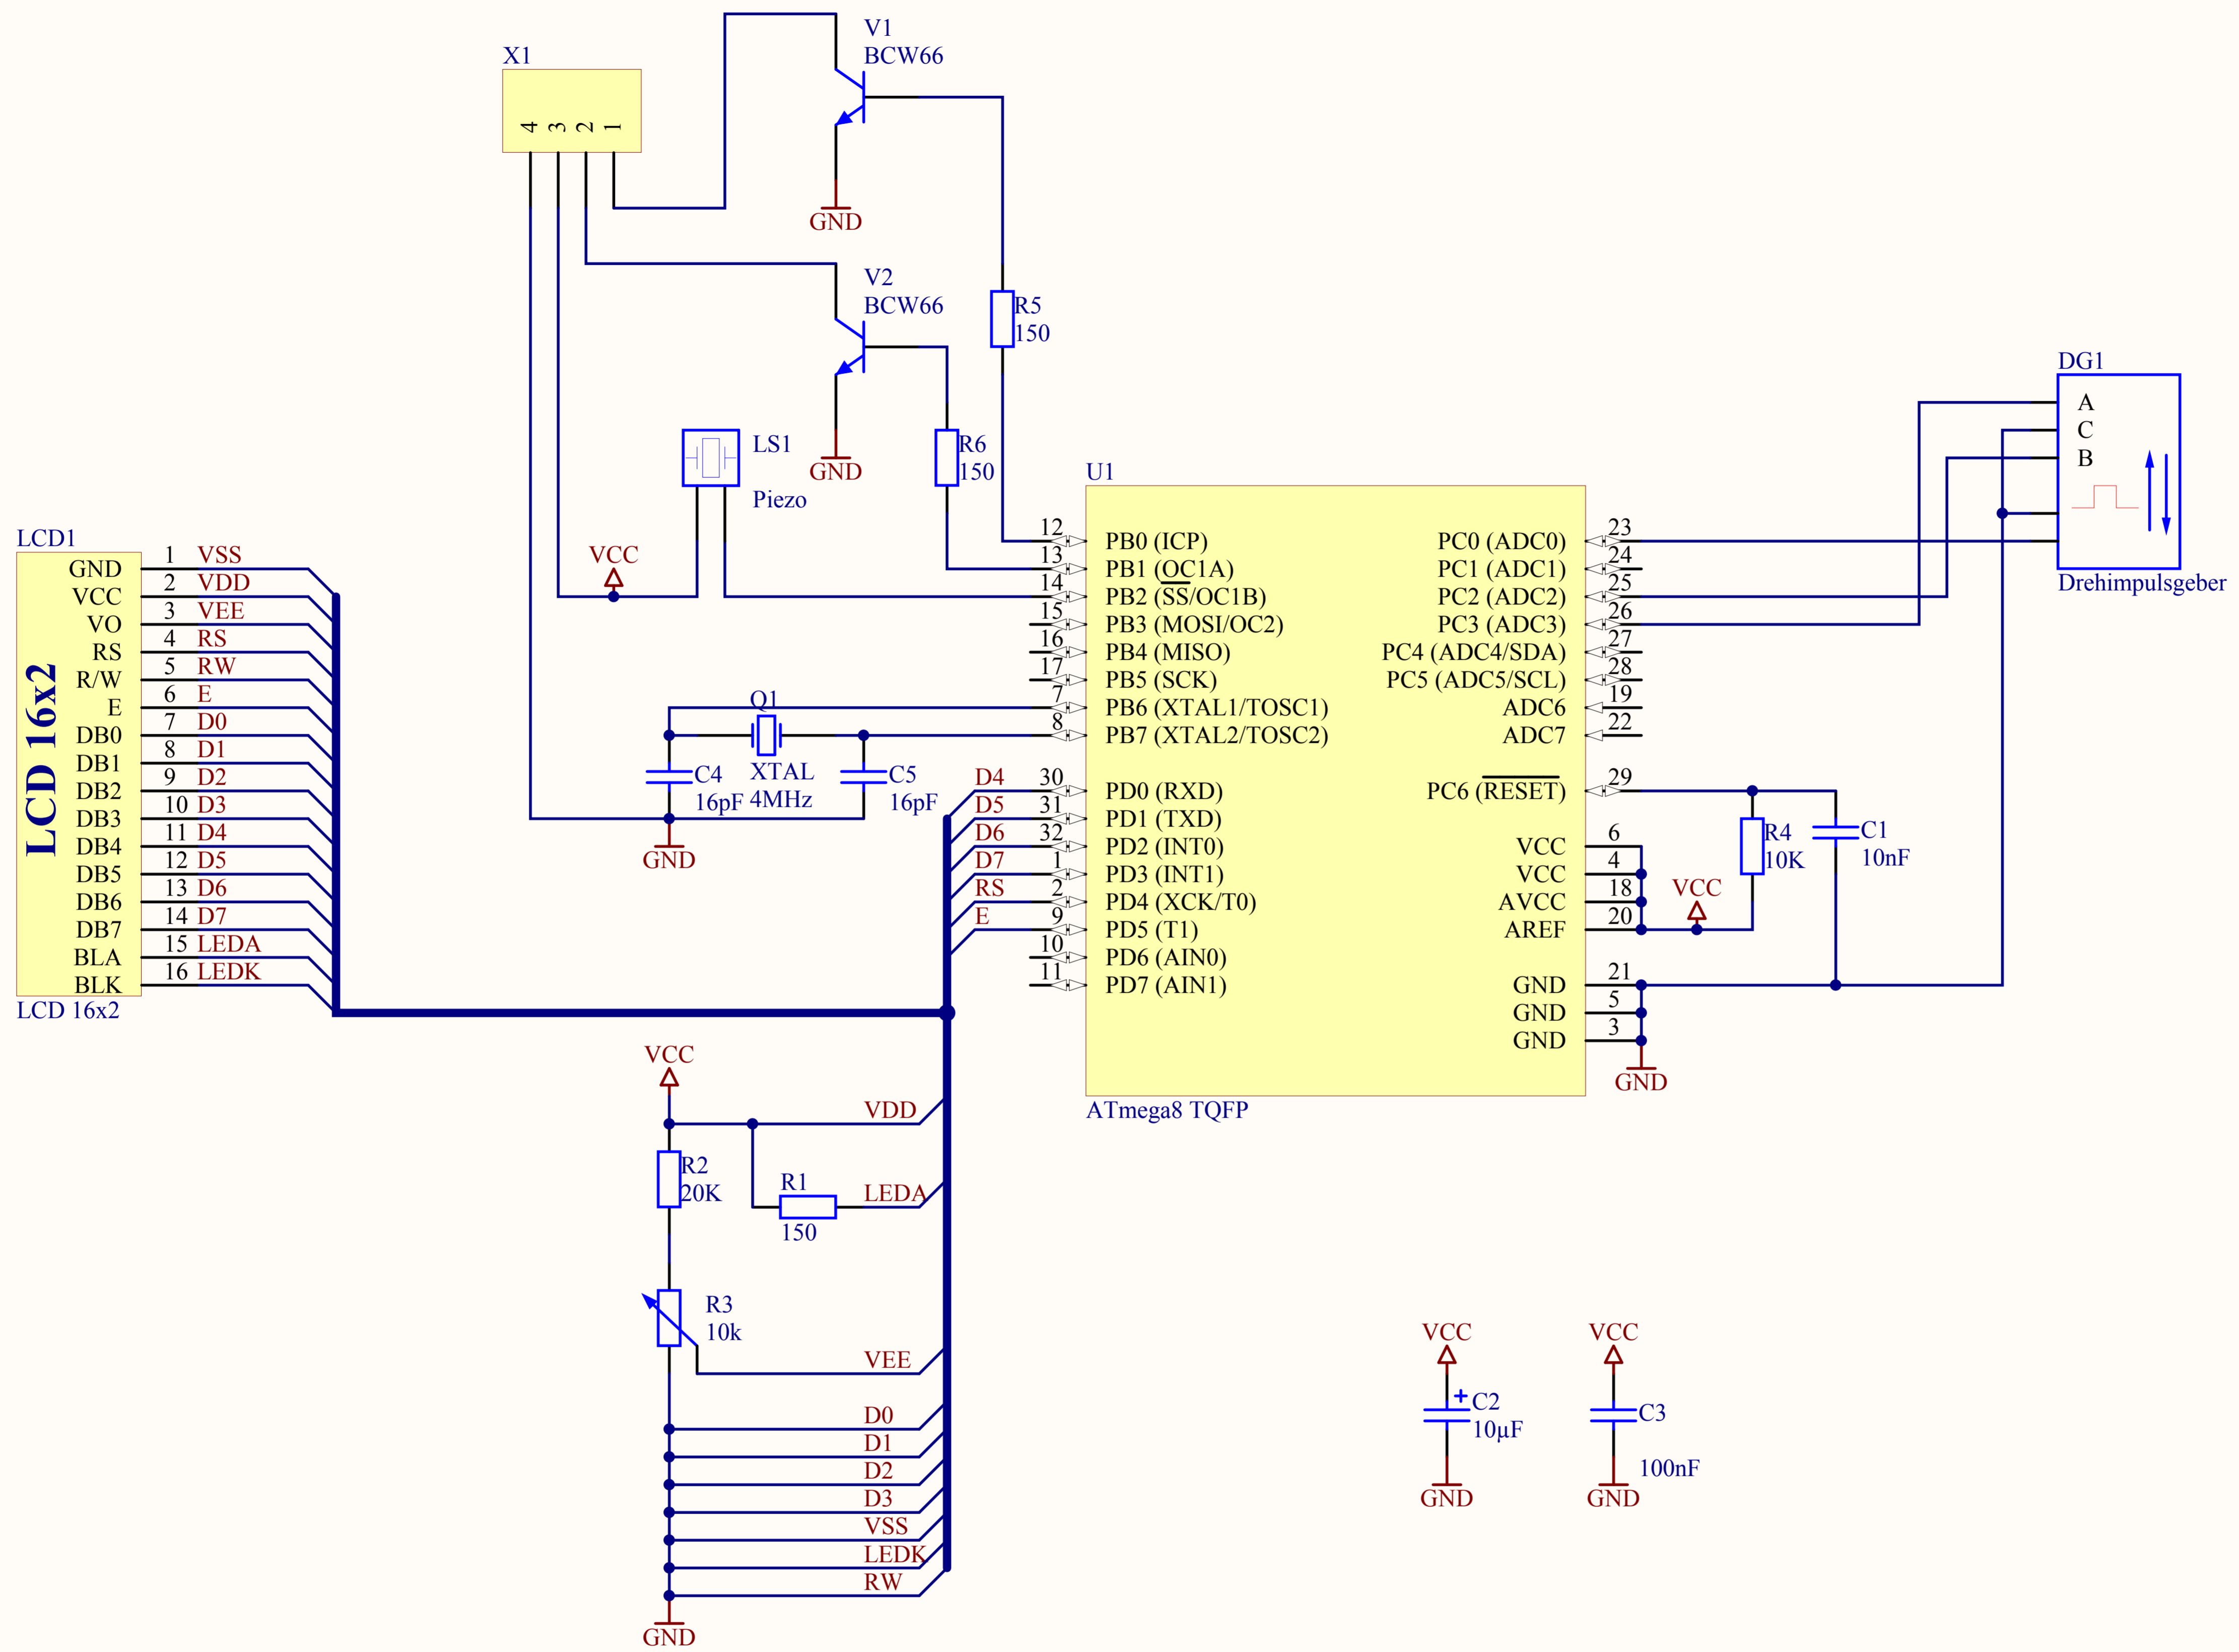 X1
4
3
2
1
V1
BCW66
GND
V2
BCW66
GND
R5
150
R6
150
LS1
Piezo
VCC
LCD1
LCD 16x2
GND 1 VSS
VCC 2 VDD
VO 3 VEE
RS 4 RS
R/W 5 RW
E 6 E
DB0 7 D0
DB1 8 D1
DB2 9 D2
DB3 10 D3
DB4 11 D4
DB5 12 D5
DB6 13 D6
DB7 14 D7
BLA 15 LEDA
BLK 16 LEDK
LCD 16x2
Q1
XTAL
4MHz
C4
16pF
C5
16pF
GND
U1
12 PB0 (ICP)
13 PB1 (OC1A)
14 PB2 (SS/OC1B)
15 PB3 (MOSI/OC2)
16 PB4 (MISO)
17 PB5 (SCK)
7 PB6 (XTAL1/TOSC1)
8 PB7 (XTAL2/TOSC2)
D4 30 PD0 (RXD)
D5 31 PD1 (TXD)
D6 32 PD2 (INT0)
D7 1 PD3 (INT1)
RS 2 PD4 (XCK/T0)
E 9 PD5 (T1)
10 PD6 (AIN0)
11 PD7 (AIN1)
PC0 (ADC0) 23
PC1 (ADC1) 24
PC2 (ADC2) 25
PC3 (ADC3) 26
PC4 (ADC4/SDA) 27
PC5 (ADC5/SCL) 28
ADC6 19
ADC7 22
PC6 (RESET) 29
VCC 6
VCC 4
AVCC 18
AREF 20
GND 21
GND 5
GND 3
ATmega8 TQFP
GND
VCC
R4
10K
C1
10nF
DG1
A
C
B
Drehimpulsgeber
VCC
VDD
R2
20K
R1
150
LEDA
R3
10k
VEE
D0
D1
D2
D3
VSS
LEDK
RW
GND
VCC
+
C2
10µF
GND
VCC
C3
100nF
GND